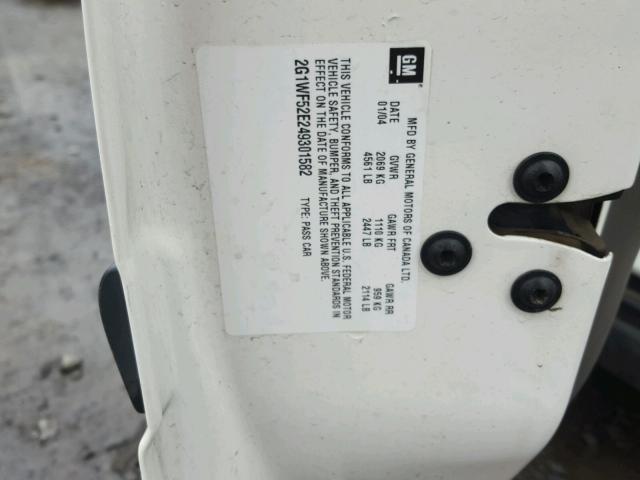 GM
MFD BY GENERAL MOTORS OF CANADA LTD.
DATE GVWR GAWR FRT GAWR RR
01/04 2069 KG 1110 KG 959 KG
4561 LB 2447 LB 2114 LB
THIS VEHICLE CONFORMS TO ALL APPLICABLE U.S. FEDERAL MOTOR
VEHICLE SAFETY, BUMPER, AND THEFT PREVENTION STANDARDS IN
EFFECT ON THE DATE OF MANUFACTURE SHOWN ABOVE.
2G1WF52E249301582 TYPE: PASS CAR